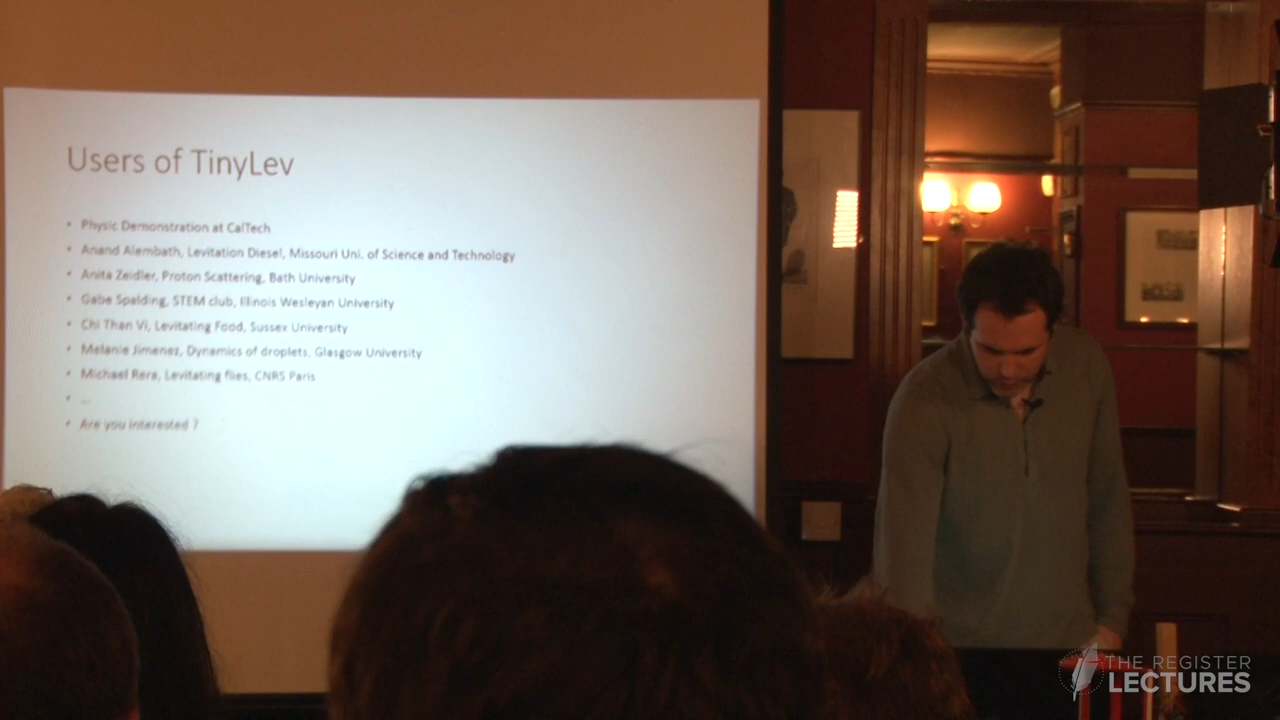 Users of TinyLev
• Physic Demonstration at CalTech
• Anand Alembath, Levitation Diesel, Missouri Uni. of Science and Technology
• Anita Zeidler, Proton Scattering, Bath University
• Gabe Spalding, STEM club, Illinois Wesleyan University
• Chi Than Vi, Levitating Food, Sussex University
• Melanie Jimenez, Dynamics of droplets, Glasgow University
• Michael Rera, Levitating flies, CNRS Paris
• ...
• Are you interested ?
THE REGISTER
LECTURES